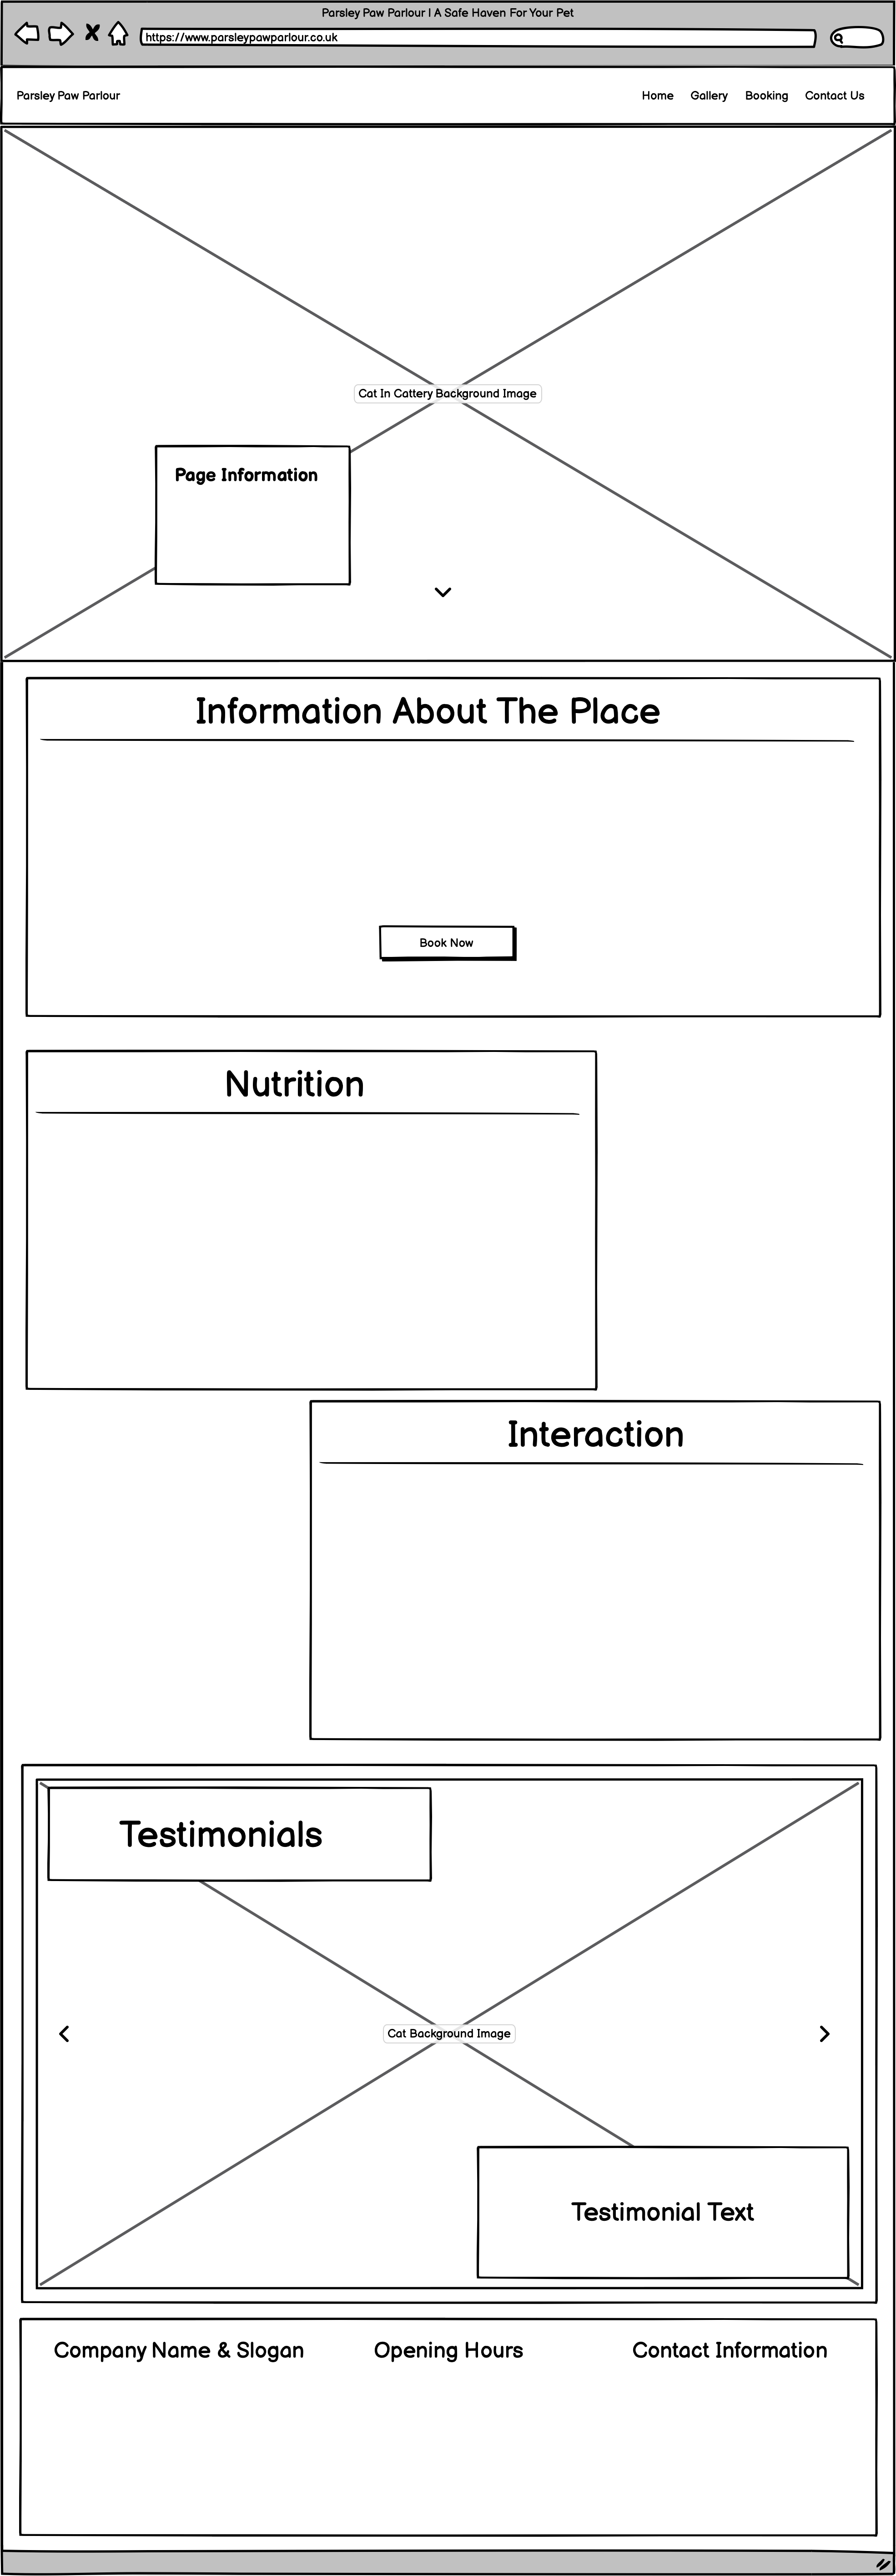 Parsley Paw Parlour | A Safe Haven For Your Pet
https://www.parsleypawparlour.co.uk
Parsley Paw Parlour
Home Gallery Booking Contact Us
Cat In Cattery Background Image
Page Information
Information About The Place
Book Now
Nutrition
Interaction
Testimonials
Cat Background Image
Testimonial Text
Company Name & Slogan Opening Hours Contact Information